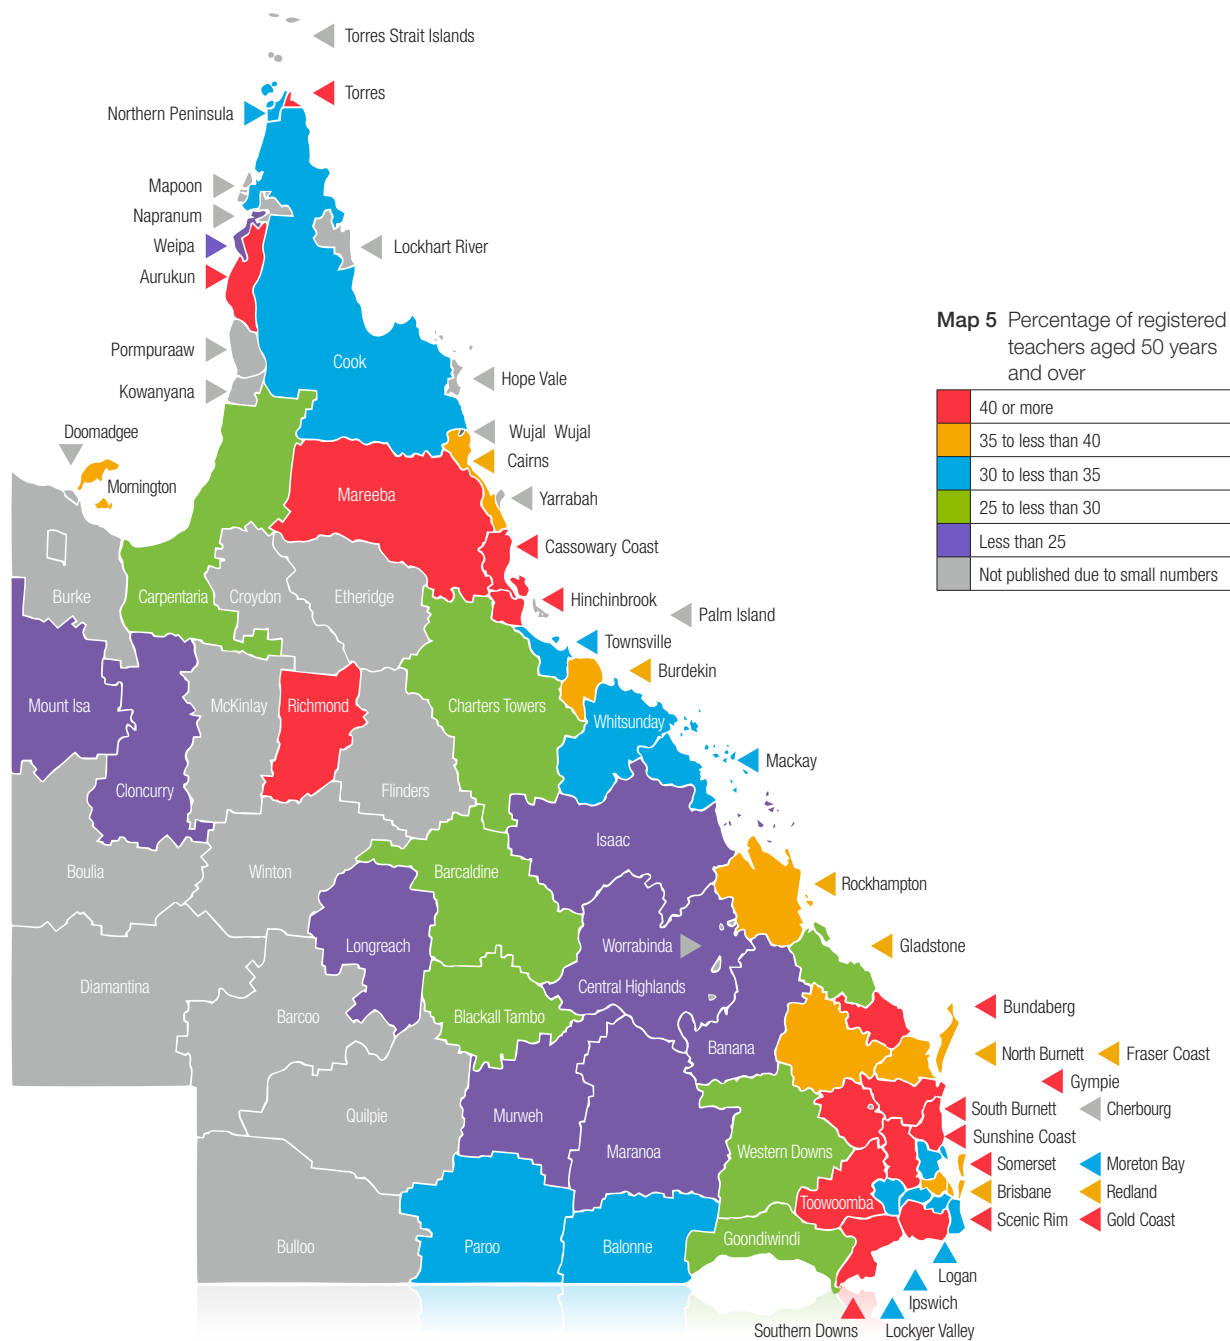 Torres Strait Islands
Torres
Northern Peninsula
Mapoon
Napranum
Weipa
Lockhart River
Aurukun
Map 5 Percentage of registered
teachers aged 50 years
and over
40 or more
35 to less than 40
30 to less than 35
25 to less than 30
Less than 25
Not published due to small numbers
Pormpuraaw
Cook
Hope Vale
Kowanyana
Doomadgee
Wujal Wujal
Cairns
Mornington
Mareeba
Yarrabah
Cassowary Coast
Burke
Carpentaria
Croydon
Etheridge
Hinchinbrook
Palm Island
Townsville
Burdekin
Mount Isa
McKinlay
Richmond
Charters Towers
Whitsunday
Mackay
Cloncurry
Flinders
Isaac
Boulia
Winton
Barcaldine
Rockhampton
Longreach
Worrabinda
Gladstone
Diamantina
Central Highlands
Barcoo
Blackall Tambo
Bundaberg
Banana
North Burnett
Fraser Coast
Gympie
Quilpie
Murweh
South Burnett
Cherbourg
Maranoa
Western Downs
Sunshine Coast
Somerset
Moreton Bay
Toowoomba
Brisbane
Redland
Scenic Rim
Gold Coast
Bulloo
Paroo
Balonne
Goondiwindi
Logan
Ipswich
Southern Downs
Lockyer Valley